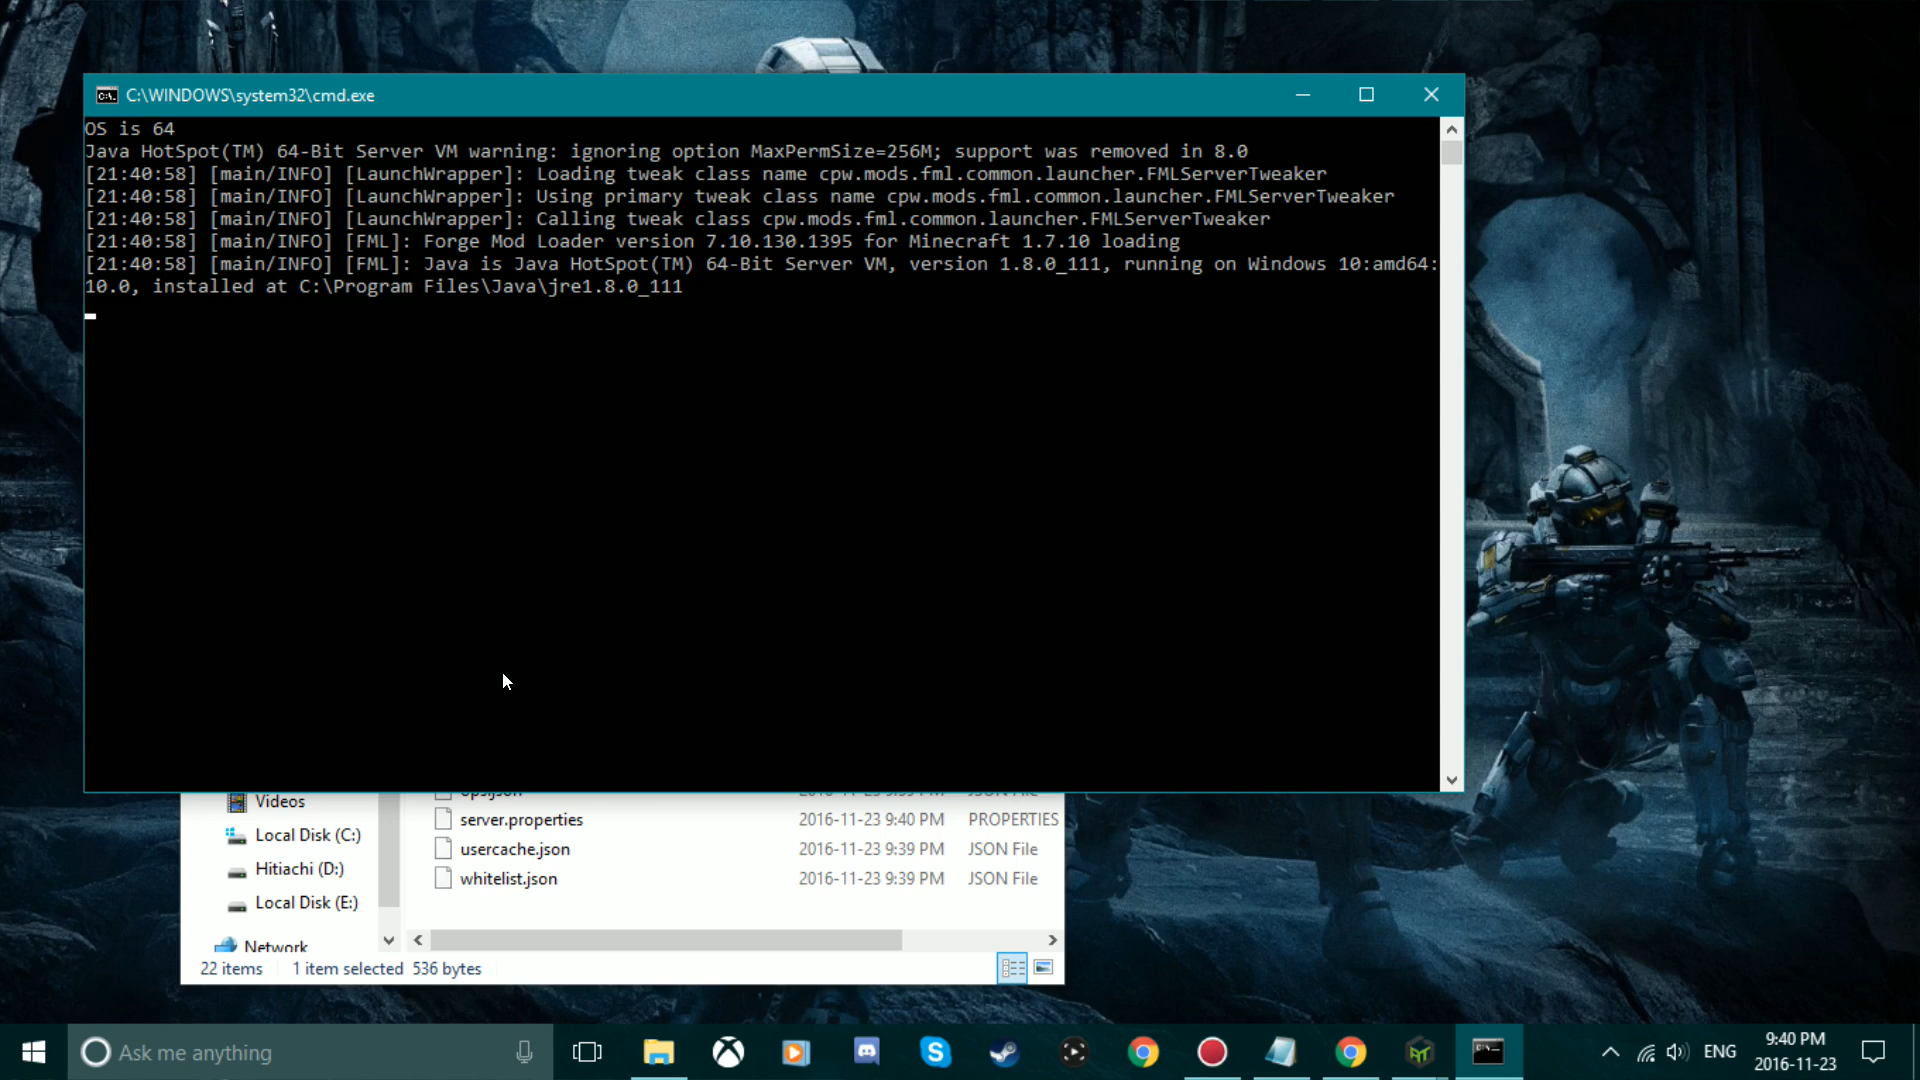 C:\WINDOWS\system32\cmd.exe
OS is 64
Java HotSpot(TM) 64-Bit Server VM warning: ignoring option MaxPermSize=256M; support was removed in 8.0
[21:40:58] [main/INFO] [LaunchWrapper]: Loading tweak class name cpw.mods.fml.common.launcher.FMLServerTweaker
[21:40:58] [main/INFO] [LaunchWrapper]: Using primary tweak class name cpw.mods.fml.common.launcher.FMLServerTweaker
[21:40:58] [main/INFO] [LaunchWrapper]: Calling tweak class cpw.mods.fml.common.launcher.FMLServerTweaker
[21:40:58] [main/INFO] [FML]: Forge Mod Loader version 7.10.130.1395 for Minecraft 1.7.10 loading
[21:40:58] [main/INFO] [FML]: Java is Java HotSpot(TM) 64-Bit Server VM, version 1.8.0_111, running on Windows 10:amd64:
10.0, installed at C:\Program Files\Java\jre1.8.0_111
Videos
Local Disk (C:)
Hitiachi (D:)
Local Disk (E:)
Network
server.properties 2016-11-23 9:40 PM PROPERTIES
usercache.json 2016-11-23 9:39 PM JSON File
whitelist.json 2016-11-23 9:39 PM JSON File
22 items 1 item selected 536 bytes
Ask me anything
ENG
9:40 PM
2016-11-23